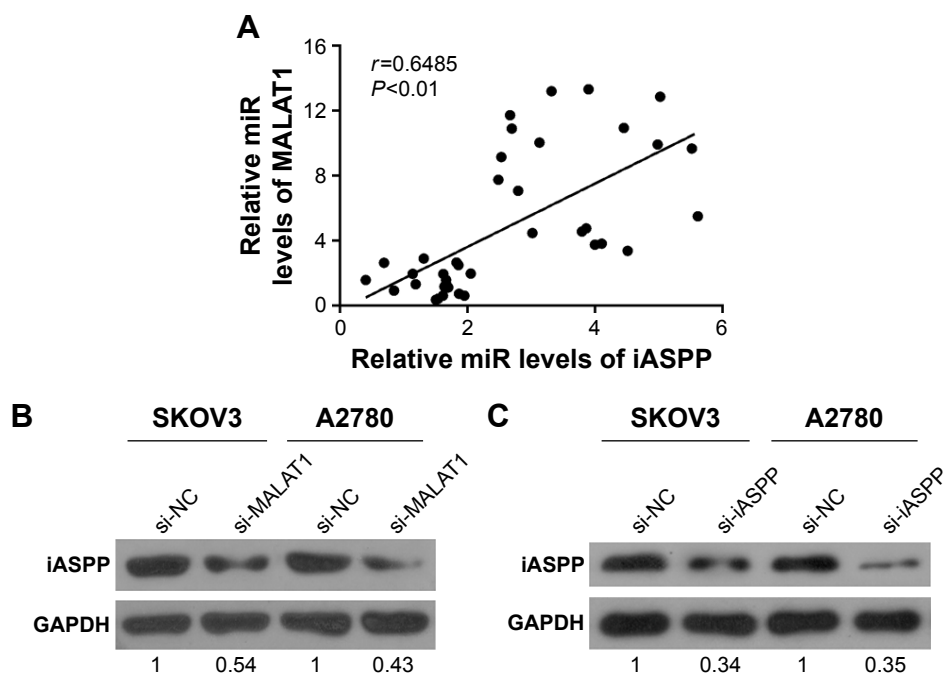 A
16
r=0.6485
P<0.01
12
8
4
0
Relative miR
levels of MALAT1
0 2 4 6
Relative miR levels of iASPP
B
SKOV3 A2780
si-NC si-MALAT1 si-NC si-MALAT1
iASPP
GAPDH
1 0.54 1 0.43
C
SKOV3 A2780
si-NC si-iASPP si-NC si-iASPP
iASPP
GAPDH
1 0.34 1 0.35